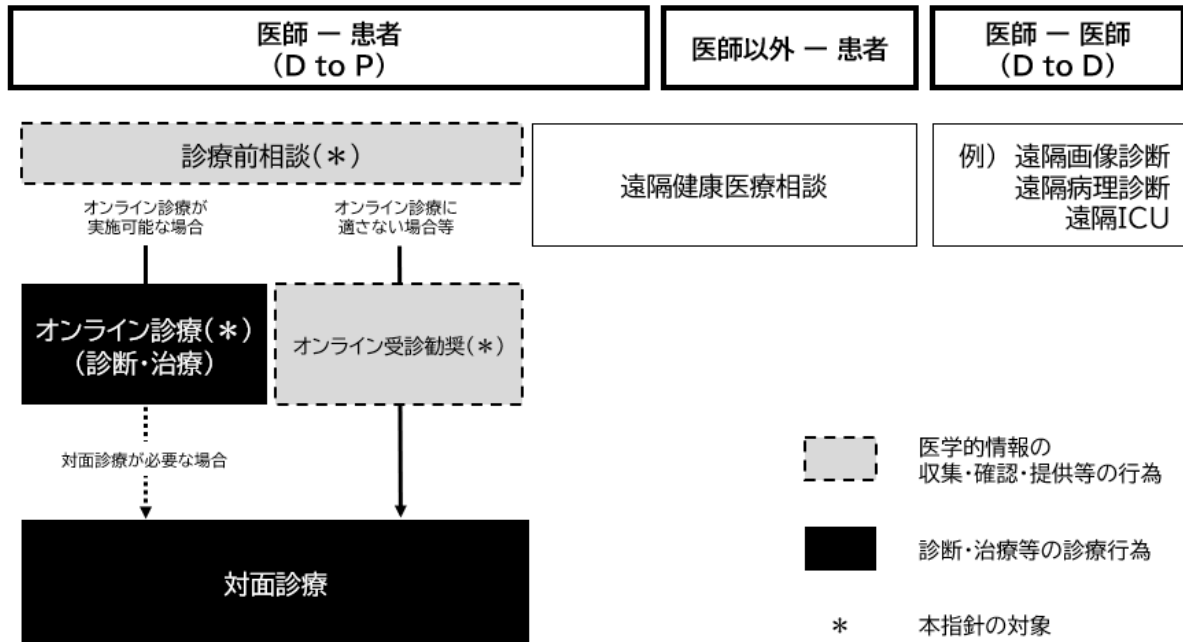 医師 ー 患者
（D to P）
医師以外 ー 患者
医師 ー 医師
（D to D）
診療前相談（＊）
オンライン診療が
実施可能な場合
オンライン診療に
適さない場合等
遠隔健康医療相談
例） 遠隔画像診断
遠隔病理診断
遠隔ICU
オンライン診療（＊）
（診断・治療）
オンライン受診勧奨（＊）
対面診療が必要な場合
対面診療
医学的情報の
収集・確認・提供等の行為
診断・治療等の診療行為
＊ 本指針の対象